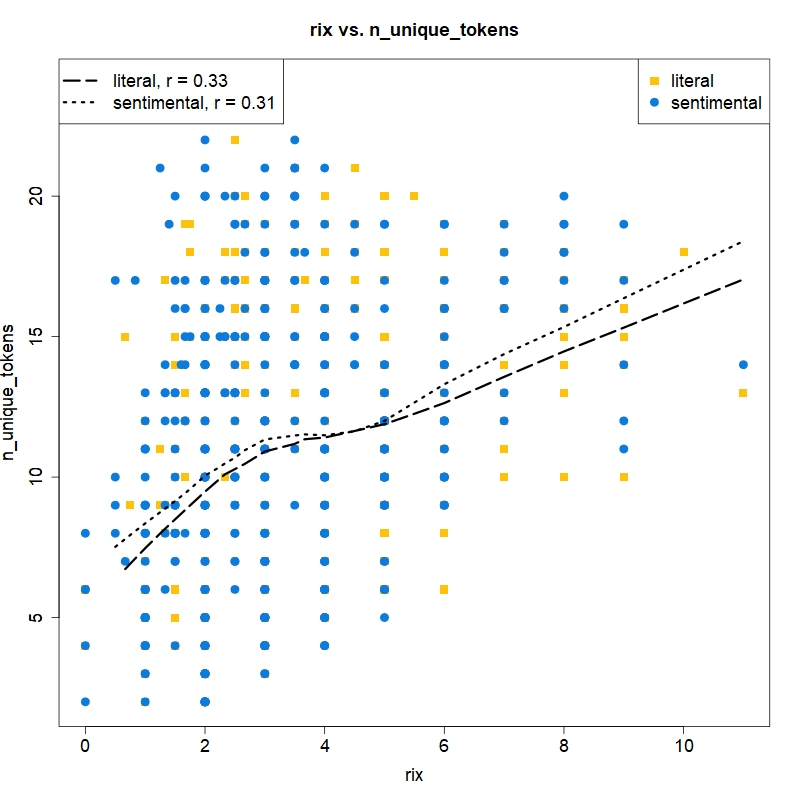 rix vs. n_unique_tokens
literal, r = 0.33
sentimental, r = 0.31
literal
sentimental
n_unique_tokens
20
15
10
5
0 2 4 6 8 10
rix